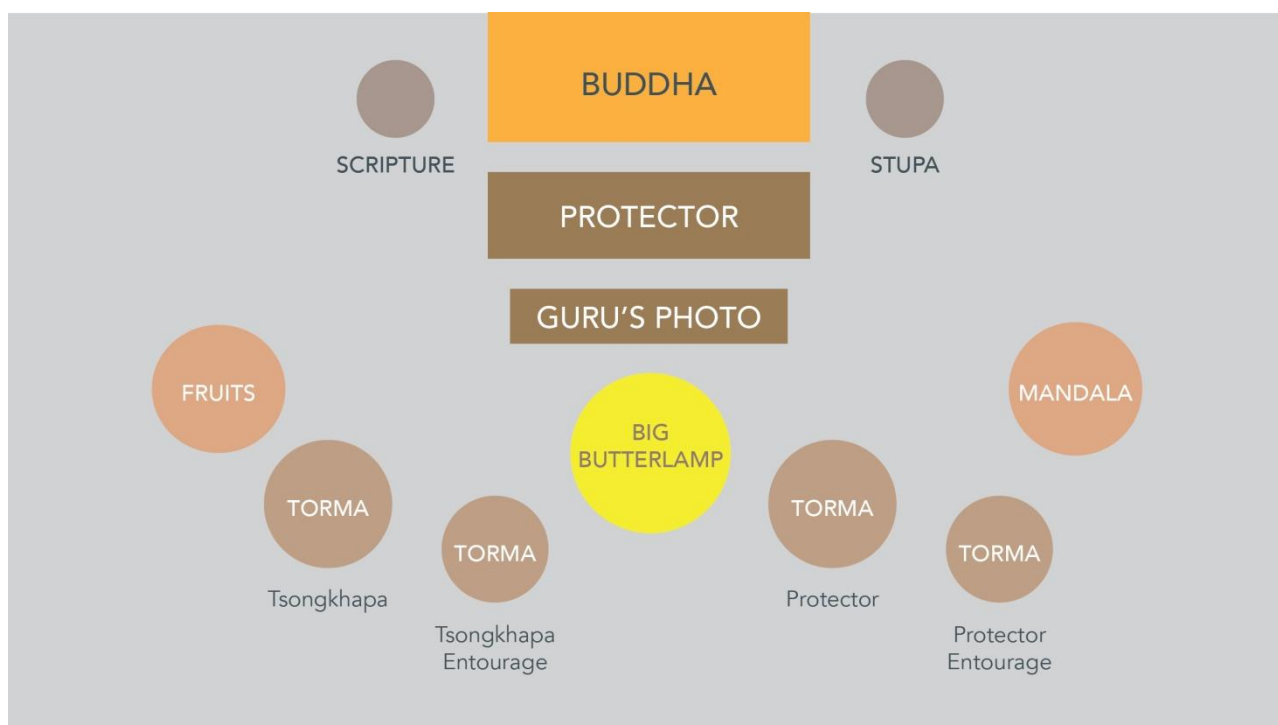 BUDDHA
SCRIPTURE
STUPA
PROTECTOR
GURU’S PHOTO
FRUITS
MANDALA
BIG
BUTTERLAMP
TORMA
Tsongkhapa
TORMA
Tsongkhapa
Entourage
TORMA
Protector
TORMA
Protector
Entourage